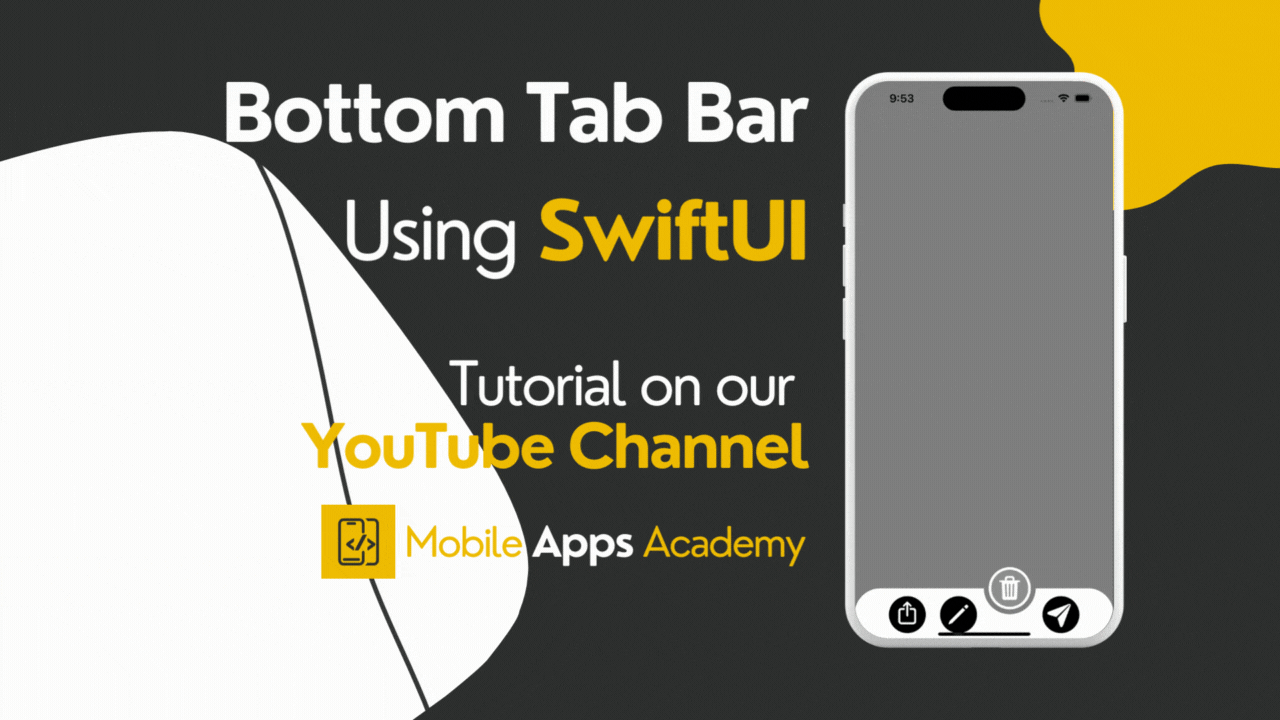 Bottom Tab Bar
Using SwiftUI
Tutorial on our
YouTube Channel
Mobile Apps Academy
9:53